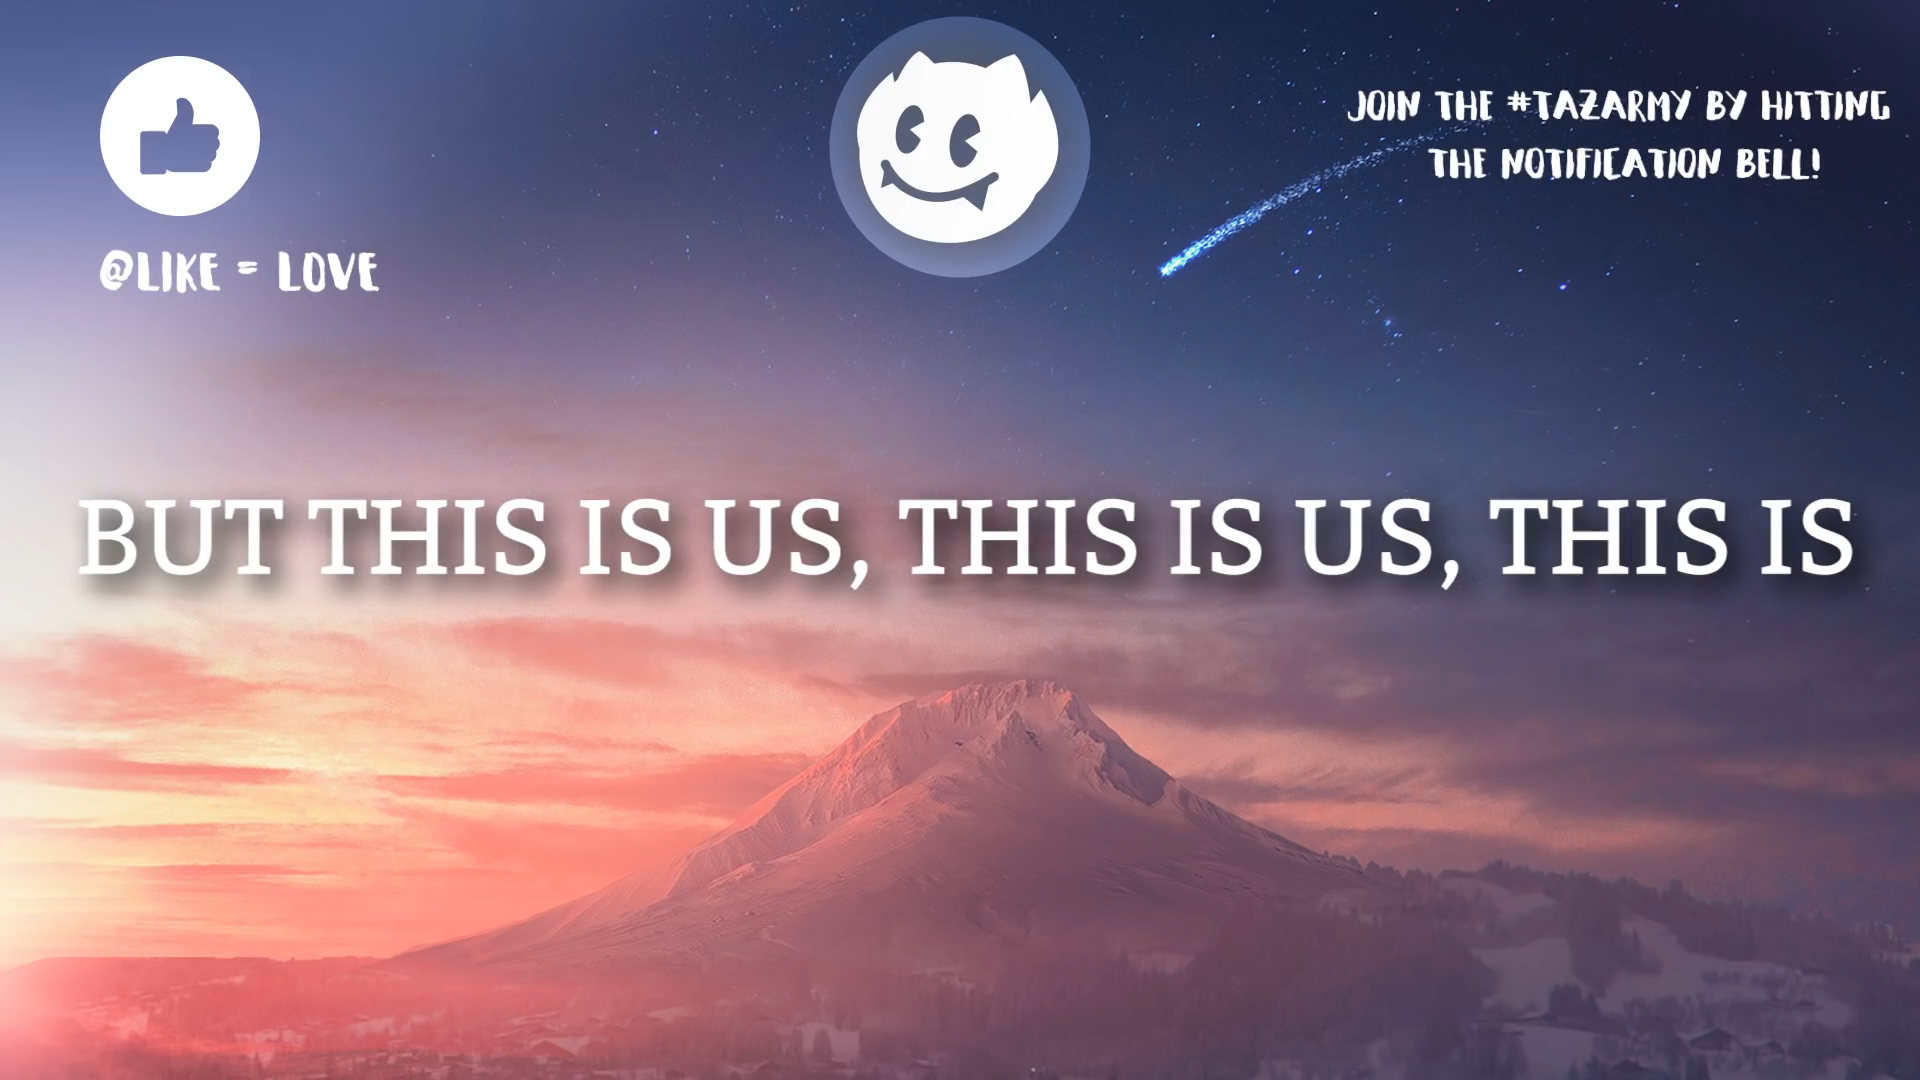 JOIN THE #TAZARMY BY HITTING
THE NOTIFICATION BELL!
@LIKE = LOVE
BUT THIS IS US, THIS IS US, THIS IS